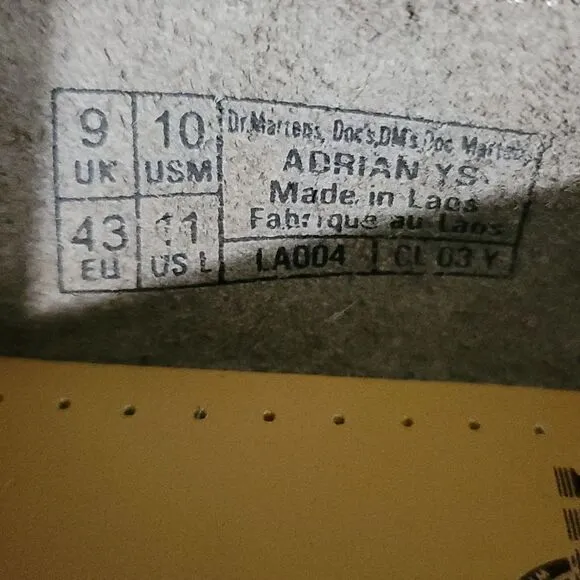 9 UK
10 USM
43 EU
11 US L
Dr.Martens, Doc's,DM's,Doc Martens
ADRIAN YS
Made in Laos
Fabrique au Laos
LA004 CL 03 Y